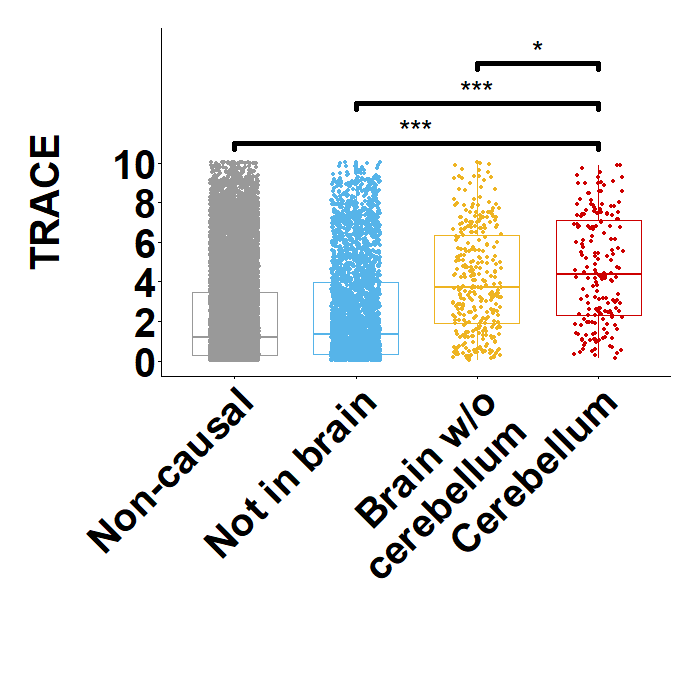 *
***
***
TRACE
10
8
6
4
2
0
Non-causal
Not in brain
Brain w/o
cerebellum
Cerebellum